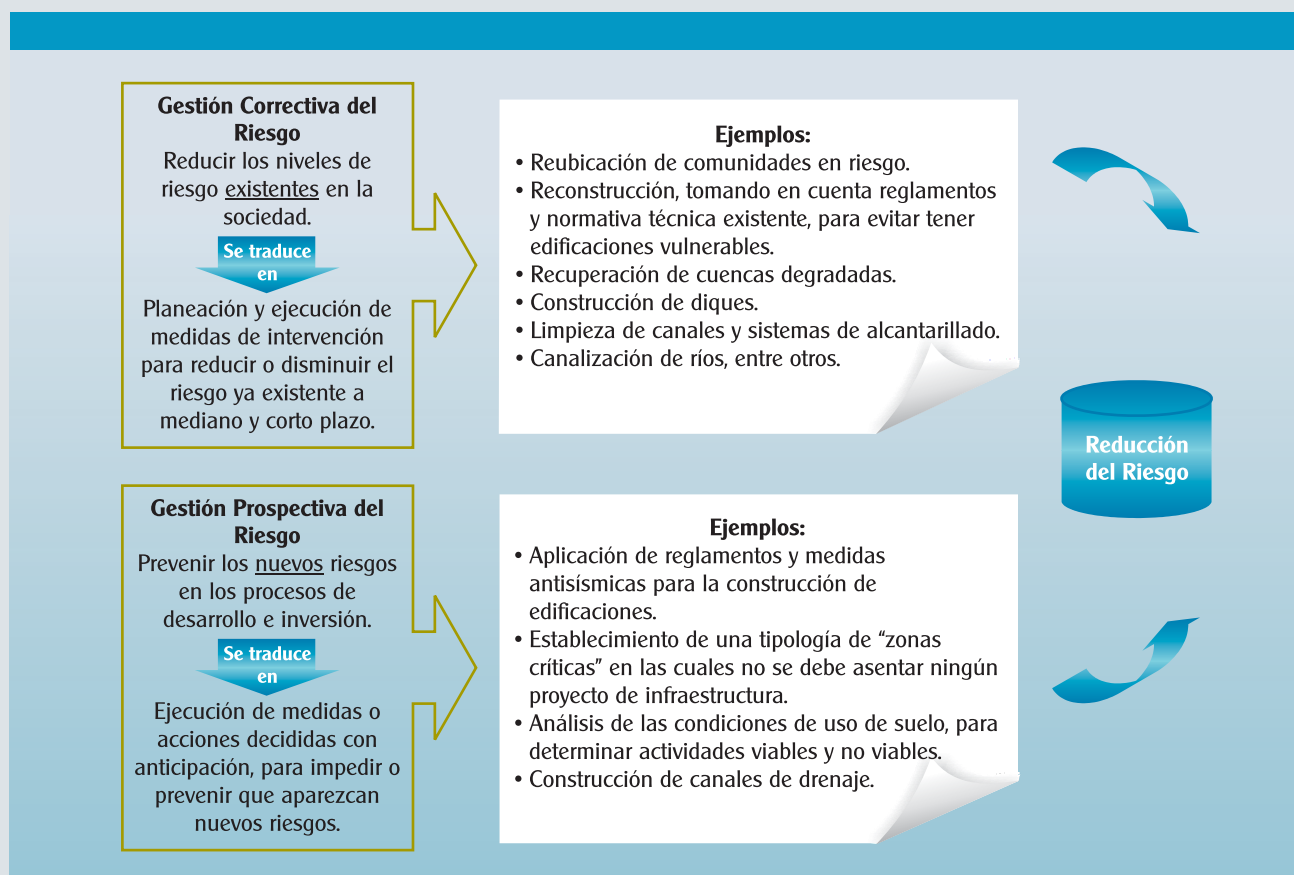 Gestión Correctiva del
Riesgo
Reducir los niveles de
riesgo existentes en la
sociedad.
Se traduce
en
Planeación y ejecución de
medidas de intervención
para reducir o disminuir el
riesgo ya existente a
mediano y corto plazo.
Ejemplos:
• Reubicación de comunidades en riesgo.
• Reconstrucción, tomando en cuenta reglamentos
y normativa técnica existente, para evitar tener
edificaciones vulnerables.
• Recuperación de cuencas degradadas.
• Construcción de diques.
• Limpieza de canales y sistemas de alcantarillado.
• Canalización de ríos, entre otros.
Reducción
del Riesgo
Gestión Prospectiva del
Riesgo
Prevenir los nuevos riesgos
en los procesos de
desarrollo e inversión.
Se traduce
en
Ejecución de medidas o
acciones decididas con
anticipación, para impedir o
prevenir que aparezcan
nuevos riesgos.
Ejemplos:
• Aplicación de reglamentos y medidas
antisísmicas para la construcción de
edificaciones.
• Establecimiento de una tipología de “zonas
críticas” en las cuales no se debe asentar ningún
proyecto de infraestructura.
• Análisis de las condiciones de uso de suelo, para
determinar actividades viables y no viables.
• Construcción de canales de drenaje.